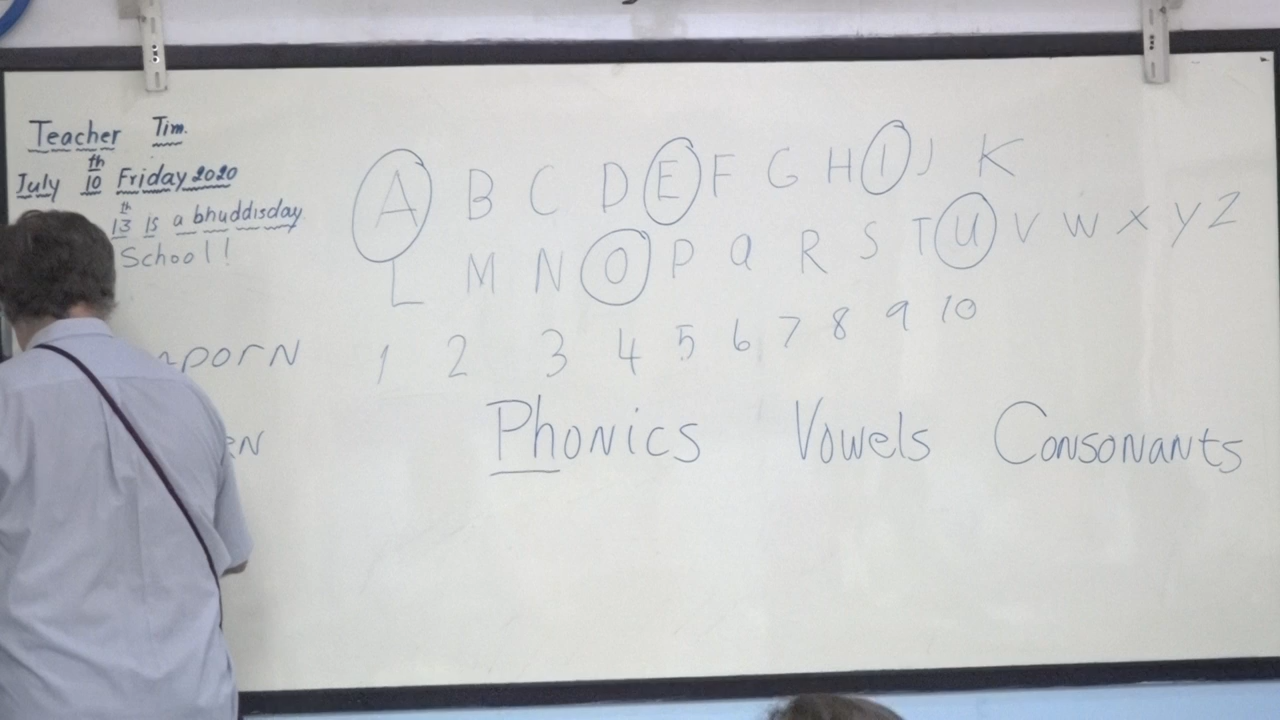 Teacher Tim.
July 10th Friday 2020
13th is a bhuddisday
School!
A B C D E F G H I J K
L M N O P Q R S T U V W X Y Z
1 2 3 4 5 6 7 8 9 10
Phonics Vowels Consonants